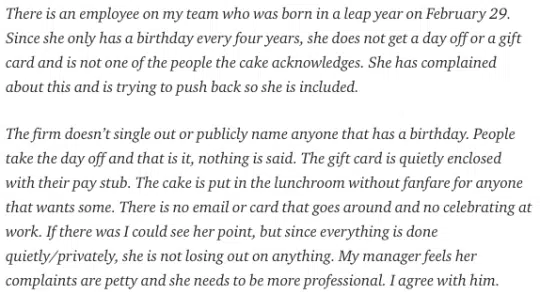 There is an employee on my team who was born in a leap year on February 29.
Since she only has a birthday every four years, she does not get a day off or a gift
card and is not one of the people the cake acknowledges. She has complained
about this and is trying to push back so she is included.

The firm doesn't single out or publicly name anyone that has a birthday. People
take the day off and that is it, nothing is said. The gift card is quietly enclosed
with their pay stub. The cake is put in the lunchroom without fanfare for anyone
that wants some. There is no email or card that goes around and no celebrating at
work. If there was I could see her point, but since everything is done
quietly/privately, she is not losing out on anything. My manager feels her
complaints are petty and she needs to be more professional. I agree with him.